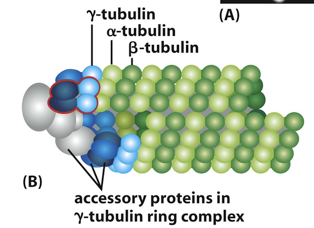 γ-tubulin
(A)
α-tubulin
β-tubulin
(B)
accessory proteins in
γ-tubulin ring complex